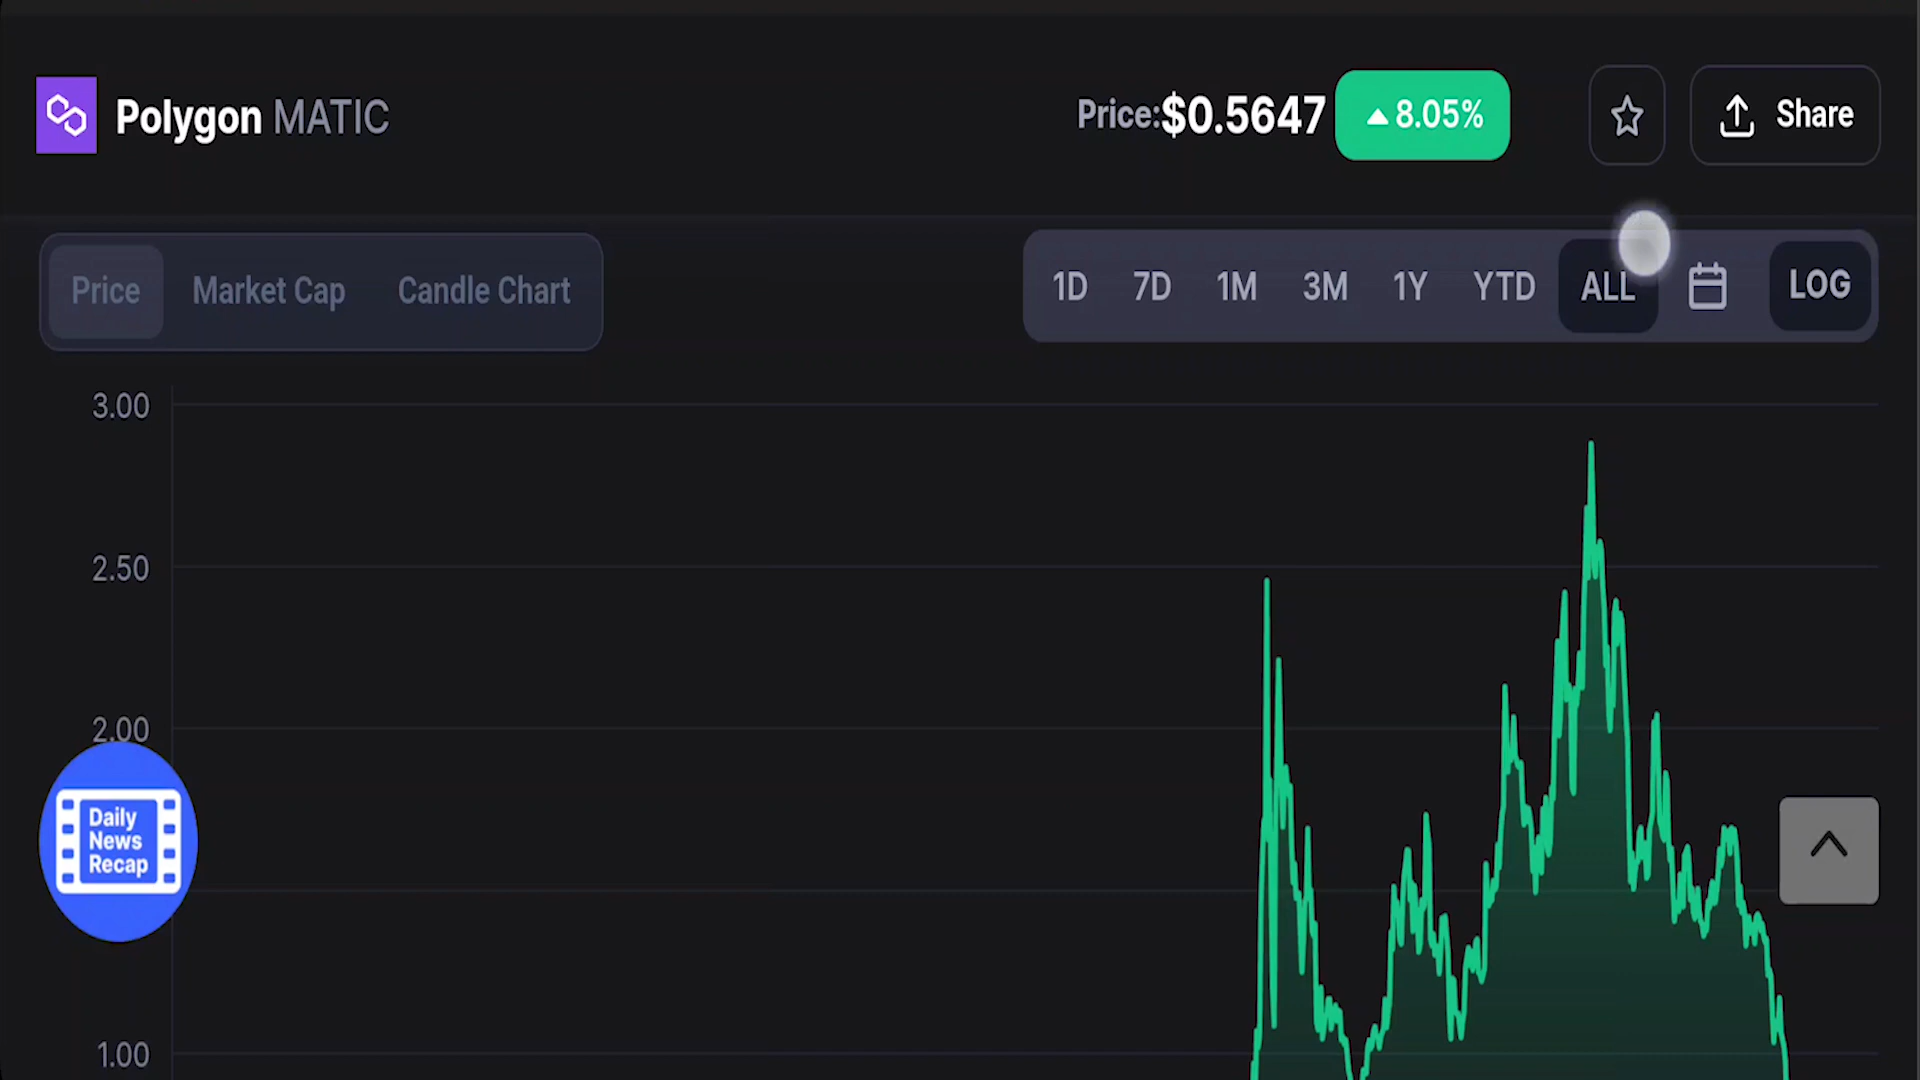 Polygon MATIC
Price:$0.5647 ▲8.05%
Share
Price Market Cap Candle Chart
1D 7D 1M 3M 1Y YTD ALL LOG
3.00
2.50
2.00
Daily
News
Recap
1.00